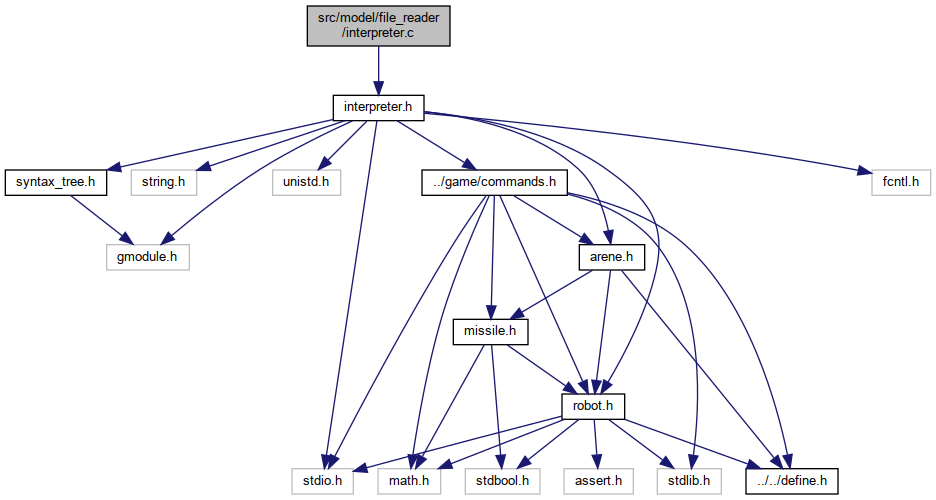 src/model/file_reader
/interpreter.c
interpreter.h
syntax_tree.h
string.h
unistd.h
../game/commands.h
fcntl.h
gmodule.h
arene.h
missile.h
robot.h
stdio.h
math.h
stdbool.h
assert.h
stdlib.h
../../define.h